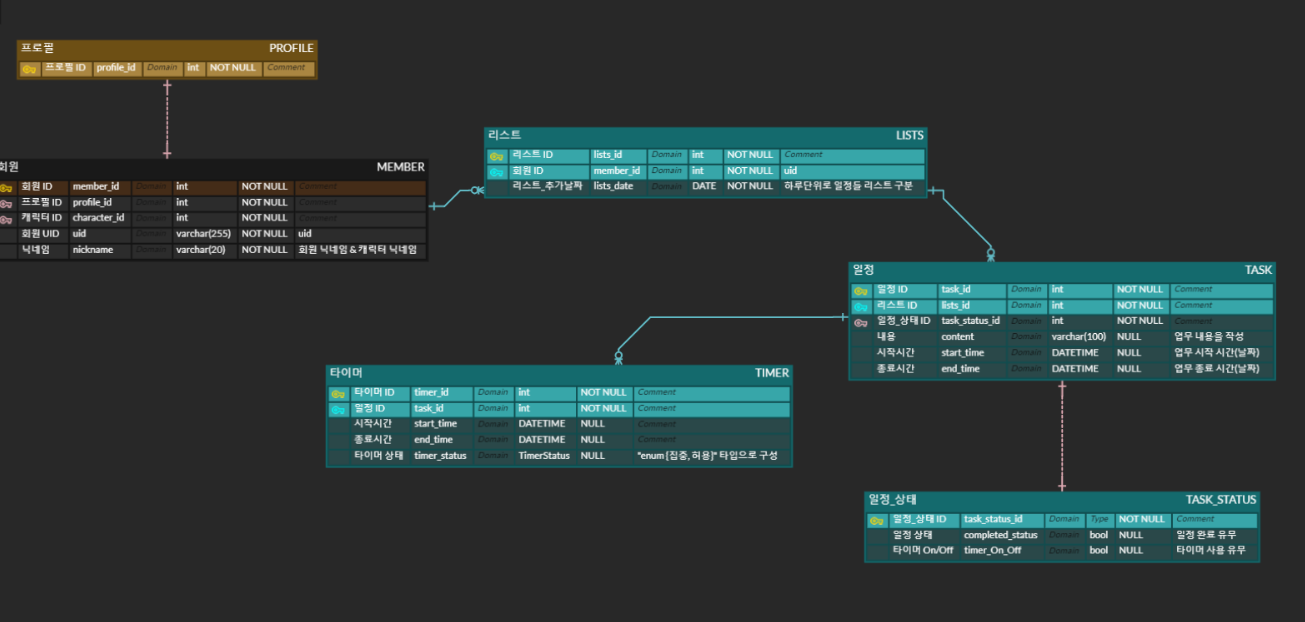 프로필 PROFILE
프로필 ID profile_id Domain int NOT NULL Comment
회원 MEMBER
회원 ID member_id Domain int NOT NULL Comment
프로필 ID profile_id Domain int NOT NULL Comment
캐릭터 ID character_id Domain int NOT NULL Comment
회원 UID uid Domain varchar(255) NOT NULL uid
닉네임 nickname Domain varchar(20) NOT NULL 회원 닉네임 & 캐릭터 닉네임
리스트 LISTS
리스트 ID lists_id Domain int NOT NULL Comment
회원 ID member_id Domain int NOT NULL uid
리스트_추가날짜 lists_date Domain DATE NOT NULL 하루단위로 일정들 리스트 구분
일정 TASK
일정 ID task_id Domain int NOT NULL Comment
리스트 ID lists_id Domain int NOT NULL Comment
일정_상태 ID task_status_id Domain int NOT NULL Comment
내용 content Domain varchar(100) NULL 업무 내용을 작성
시작시간 start_time Domain DATETIME NULL 업무 시작 시간(날짜)
종료시간 end_time Domain DATETIME NULL 업무 종료 시간(날짜)
타이머 TIMER
타이머 ID timer_id Domain int NOT NULL Comment
일정 ID task_id Domain int NOT NULL Comment
시작시간 start_time Domain DATETIME NULL Comment
종료시간 end_time Domain DATETIME NULL Comment
타이머 상태 timer_status Domain TimerStatus NULL "enum [집중, 허용]" 타입으로 구성
일정_상태 TASK_STATUS
일정_상태 ID task_status_id Domain Type NOT NULL Comment
일정 상태 completed_status Domain bool NULL 일정 완료 유무
타이머 On/Off timer_On_Off Domain bool NULL 타이머 사용 유무